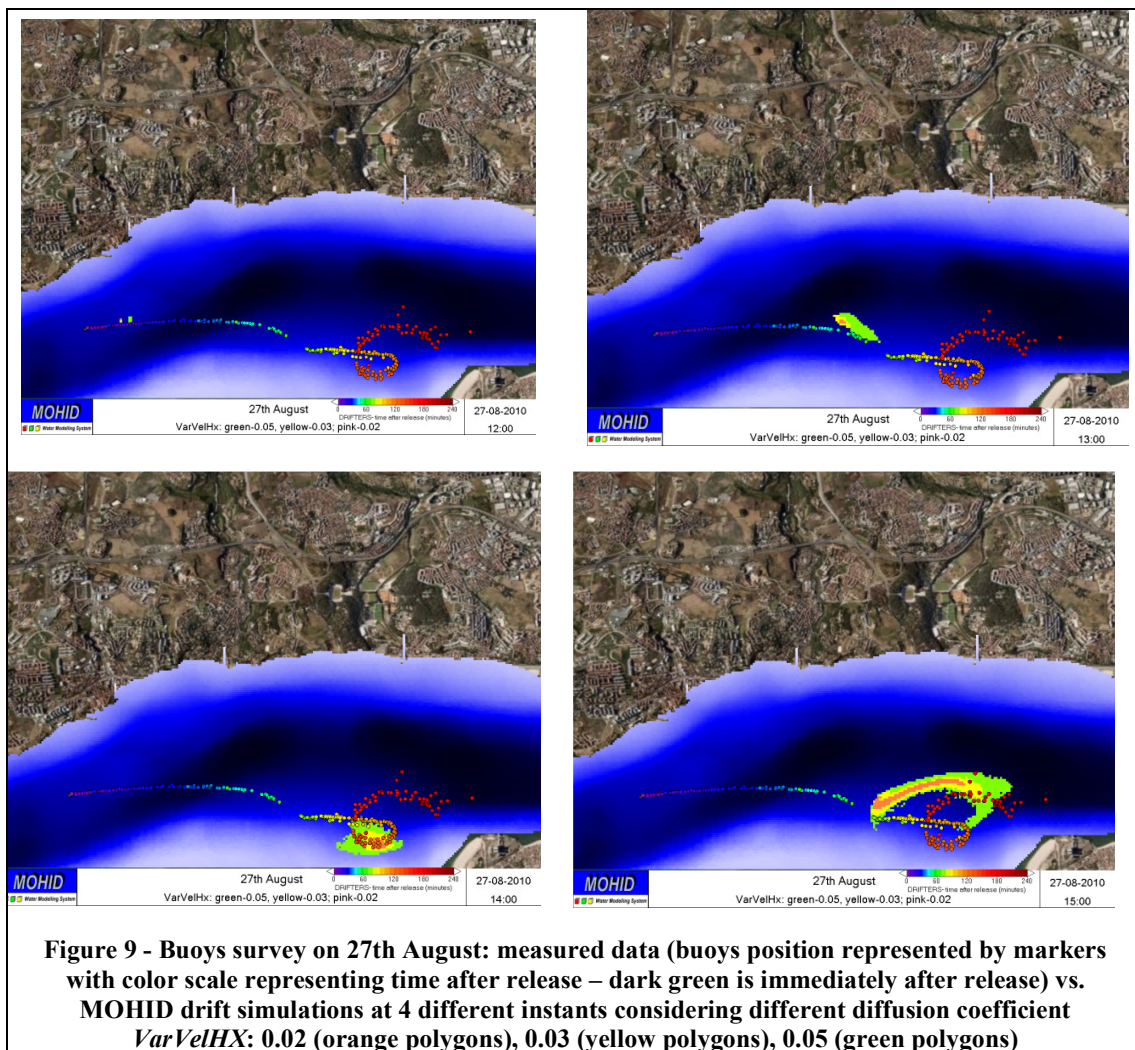 MOHID
Water Modelling System
27th August
VarVelHx: green-0.05, yellow-0.03; pink-0.02
0 60 120 180 240
DRIFTERS- time after release (minutes)
27-08-2010
12:00
MOHID
Water Modelling System
27th August
VarVelHx: green-0.05, yellow-0.03; pink-0.02
0 60 120 180 240
DRIFTERS- time after release (minutes)
27-08-2010
13:00
MOHID
Water Modelling System
27th August
VarVelHx: green-0.05, yellow-0.03; pink-0.02
0 60 120 180 240
DRIFTERS- time after release (minutes)
27-08-2010
14:00
MOHID
Water Modelling System
27th August
VarVelHx: green-0.05, yellow-0.03; pink-0.02
0 60 120 180 240
DRIFTERS- time after release (minutes)
27-08-2010
15:00
Figure 9 - Buoys survey on 27th August: measured data (buoys position represented by markers
with color scale representing time after release – dark green is immediately after release) vs.
MOHID drift simulations at 4 different instants considering different diffusion coefficient
VarVelHX: 0.02 (orange polygons), 0.03 (yellow polygons), 0.05 (green polygons)